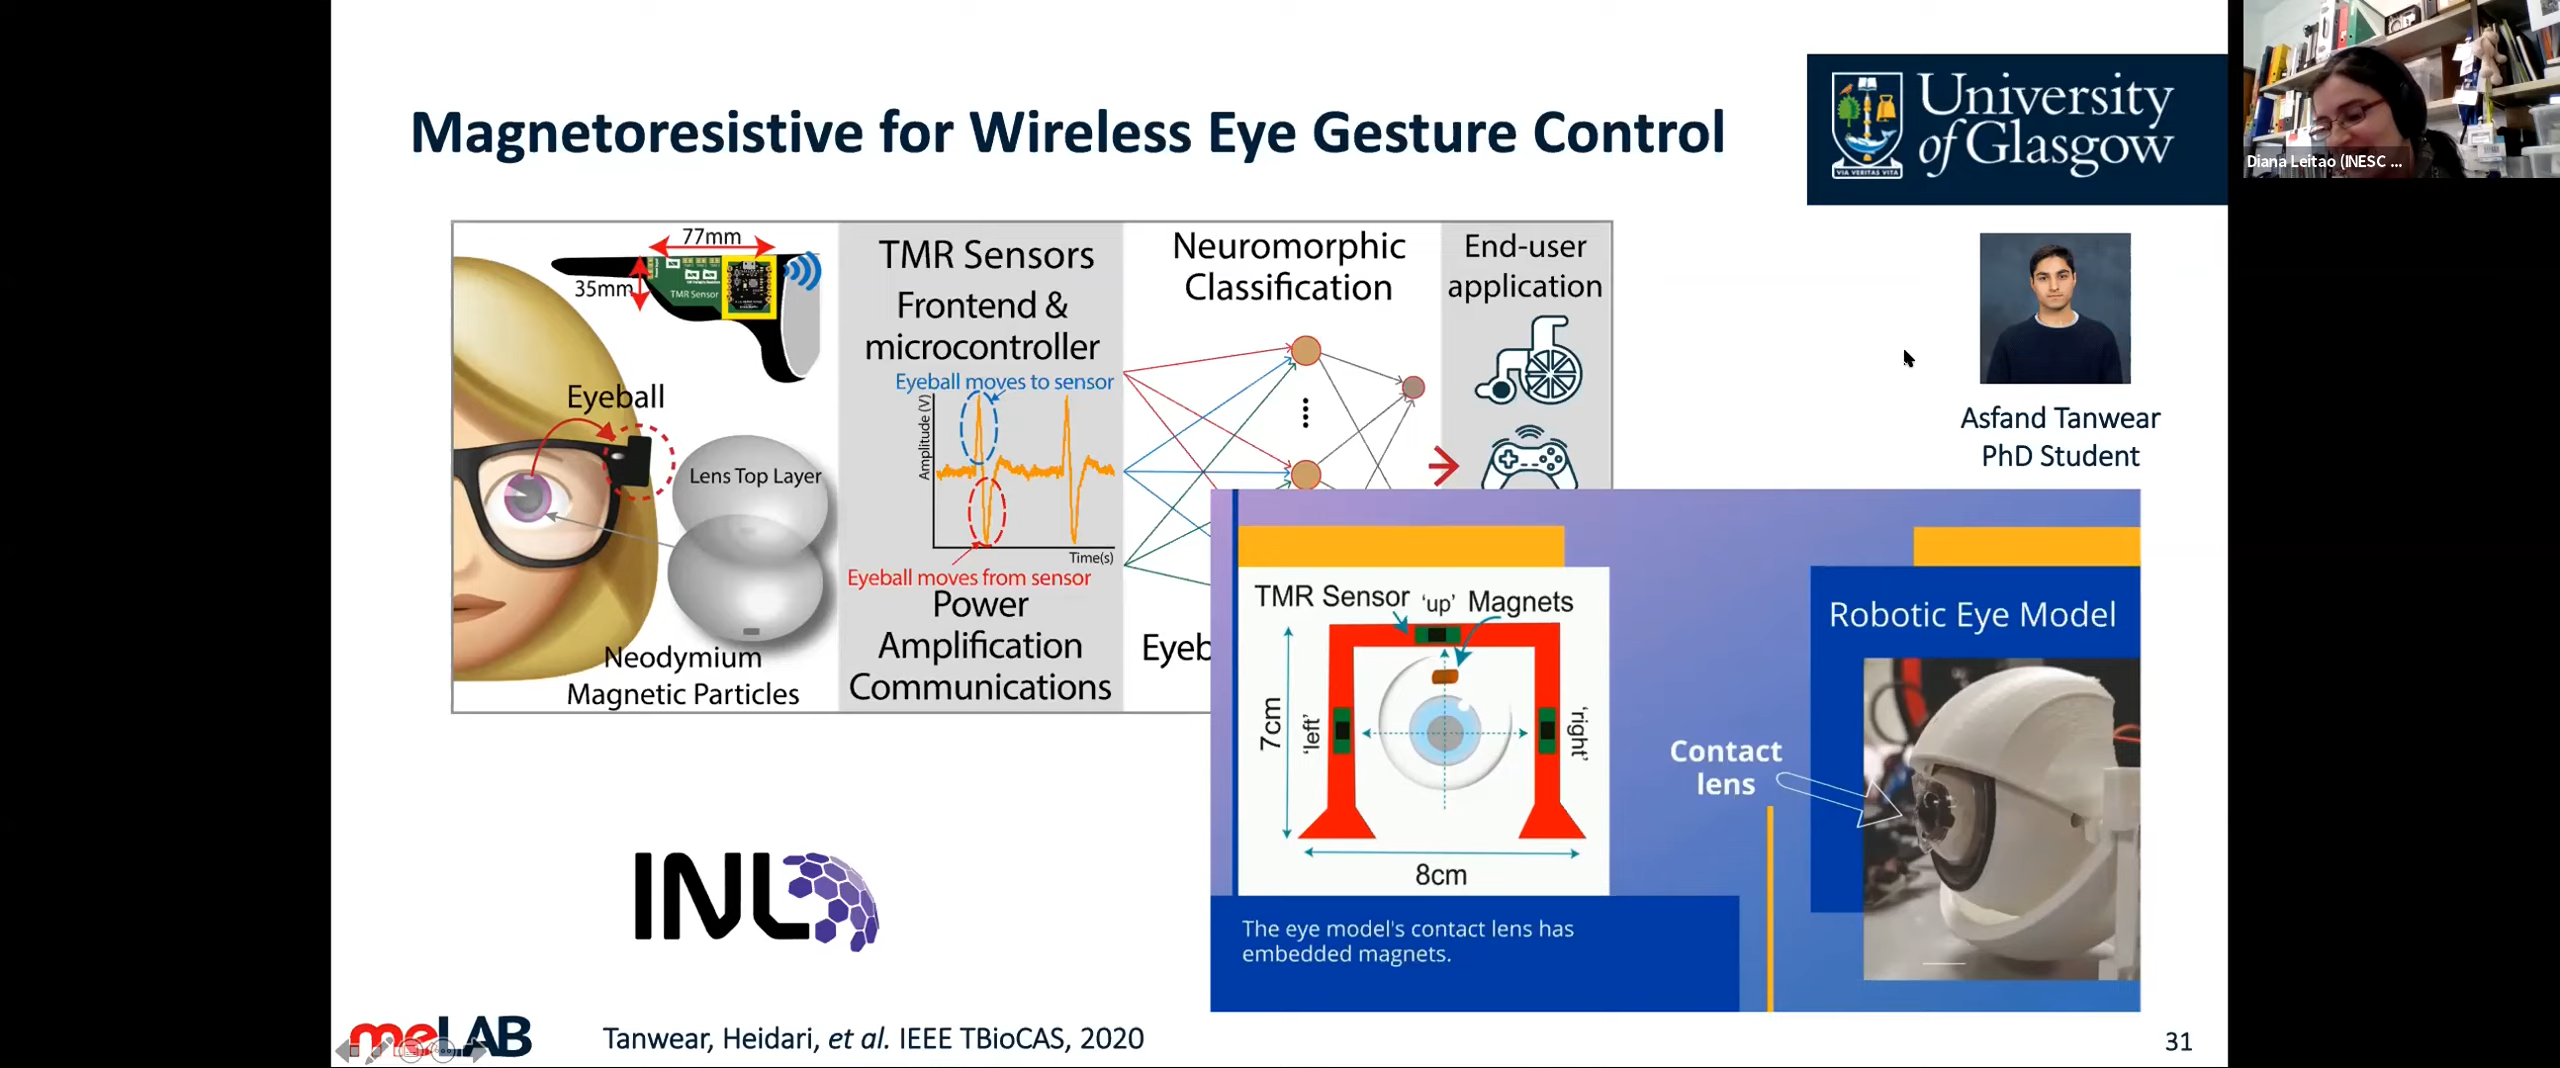 Magnetoresistive for Wireless Eye Gesture Control
University
of Glasgow
VIA VERITAS VITA
Diana Leitao (INESC ...
77mm
35mm
TMR Sensor
Eyeball
Lens Top Layer
Neodymium
Magnetic Particles
TMR Sensors
Frontend &
microcontroller
Eyeball moves to sensor
Amplitude (V)
Time(s)
Eyeball moves from sensor
Power
Amplification
Communications
Neuromorphic
Classification
Eyeb
End-user
application
Asfand Tanwear
PhD Student
TMR Sensor 'up' Magnets
7cm
'left'
'right'
8cm
The eye model's contact lens has
embedded magnets.
Contact
lens
Robotic Eye Model
INL
meLAB
Tanwear, Heidari, et al. IEEE TBioCAS, 2020
31